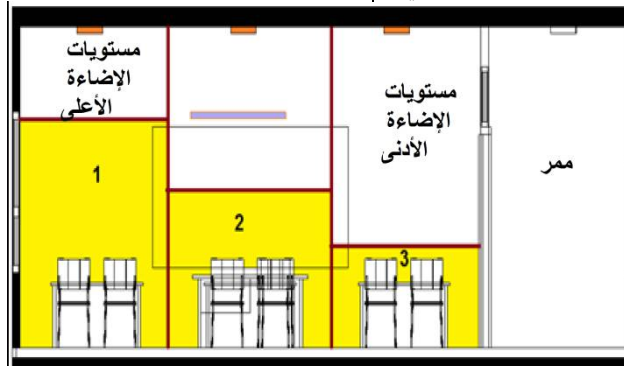 مستويات
الإضاءة
الأعلى
مستويات
الإضاءة
الأدنى
ممر
1
2
3